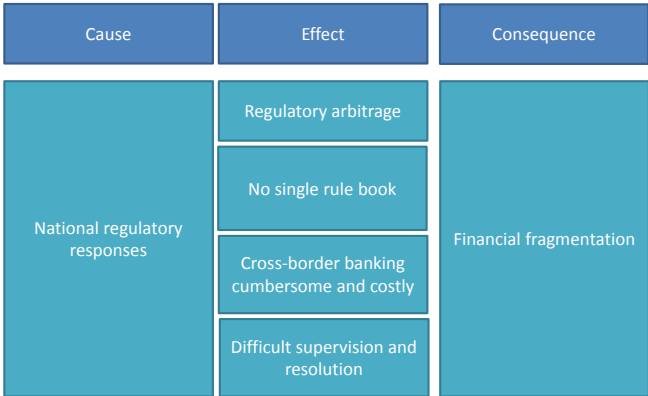 Cause
Effect
Consequence
National regulatory
responses
Regulatory arbitrage
No single rule book
Cross-border banking
cumbersome and costly
Difficult supervision and
resolution
Financial fragmentation